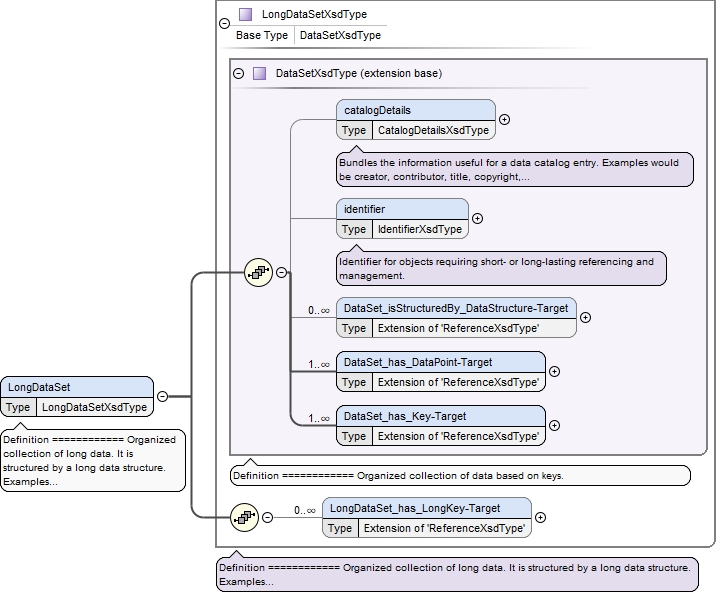 LongDataSetXsdType
Base Type DataSetXsdType
DataSetXsdType (extension base)
catalogDetails
Type CatalogDetailsXsdType
Bundles the information useful for a data catalog entry. Examples would
be creator, contributor, title, copyright,...
identifier
Type IdentifierXsdType
Identifier for objects requiring short- or long-lasting referencing and
management.
0..∞ DataSet_isStructuredBy_DataStructure-Target
Type Extension of 'ReferenceXsdType'
1..∞ DataSet_has_DataPoint-Target
Type Extension of 'ReferenceXsdType'
1..∞ DataSet_has_Key-Target
Type Extension of 'ReferenceXsdType'
LongDataSet
Type LongDataSetXsdType
Definition ============ Organized
collection of long data. It is
structured by a long data structure.
Examples...
Definition ============ Organized collection of data based on keys.
0..∞ LongDataSet_has_LongKey-Target
Type Extension of 'ReferenceXsdType'
Definition ============ Organized collection of long data. It is structured by a long data structure.
Examples...